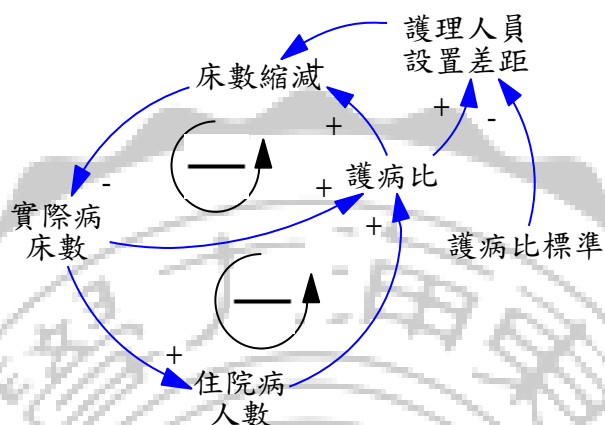 護理人員
設置差距
床數縮減
+
+
-
+
-
+
護病比
+
實際病
床數
護病比標準
+
住院病
人數